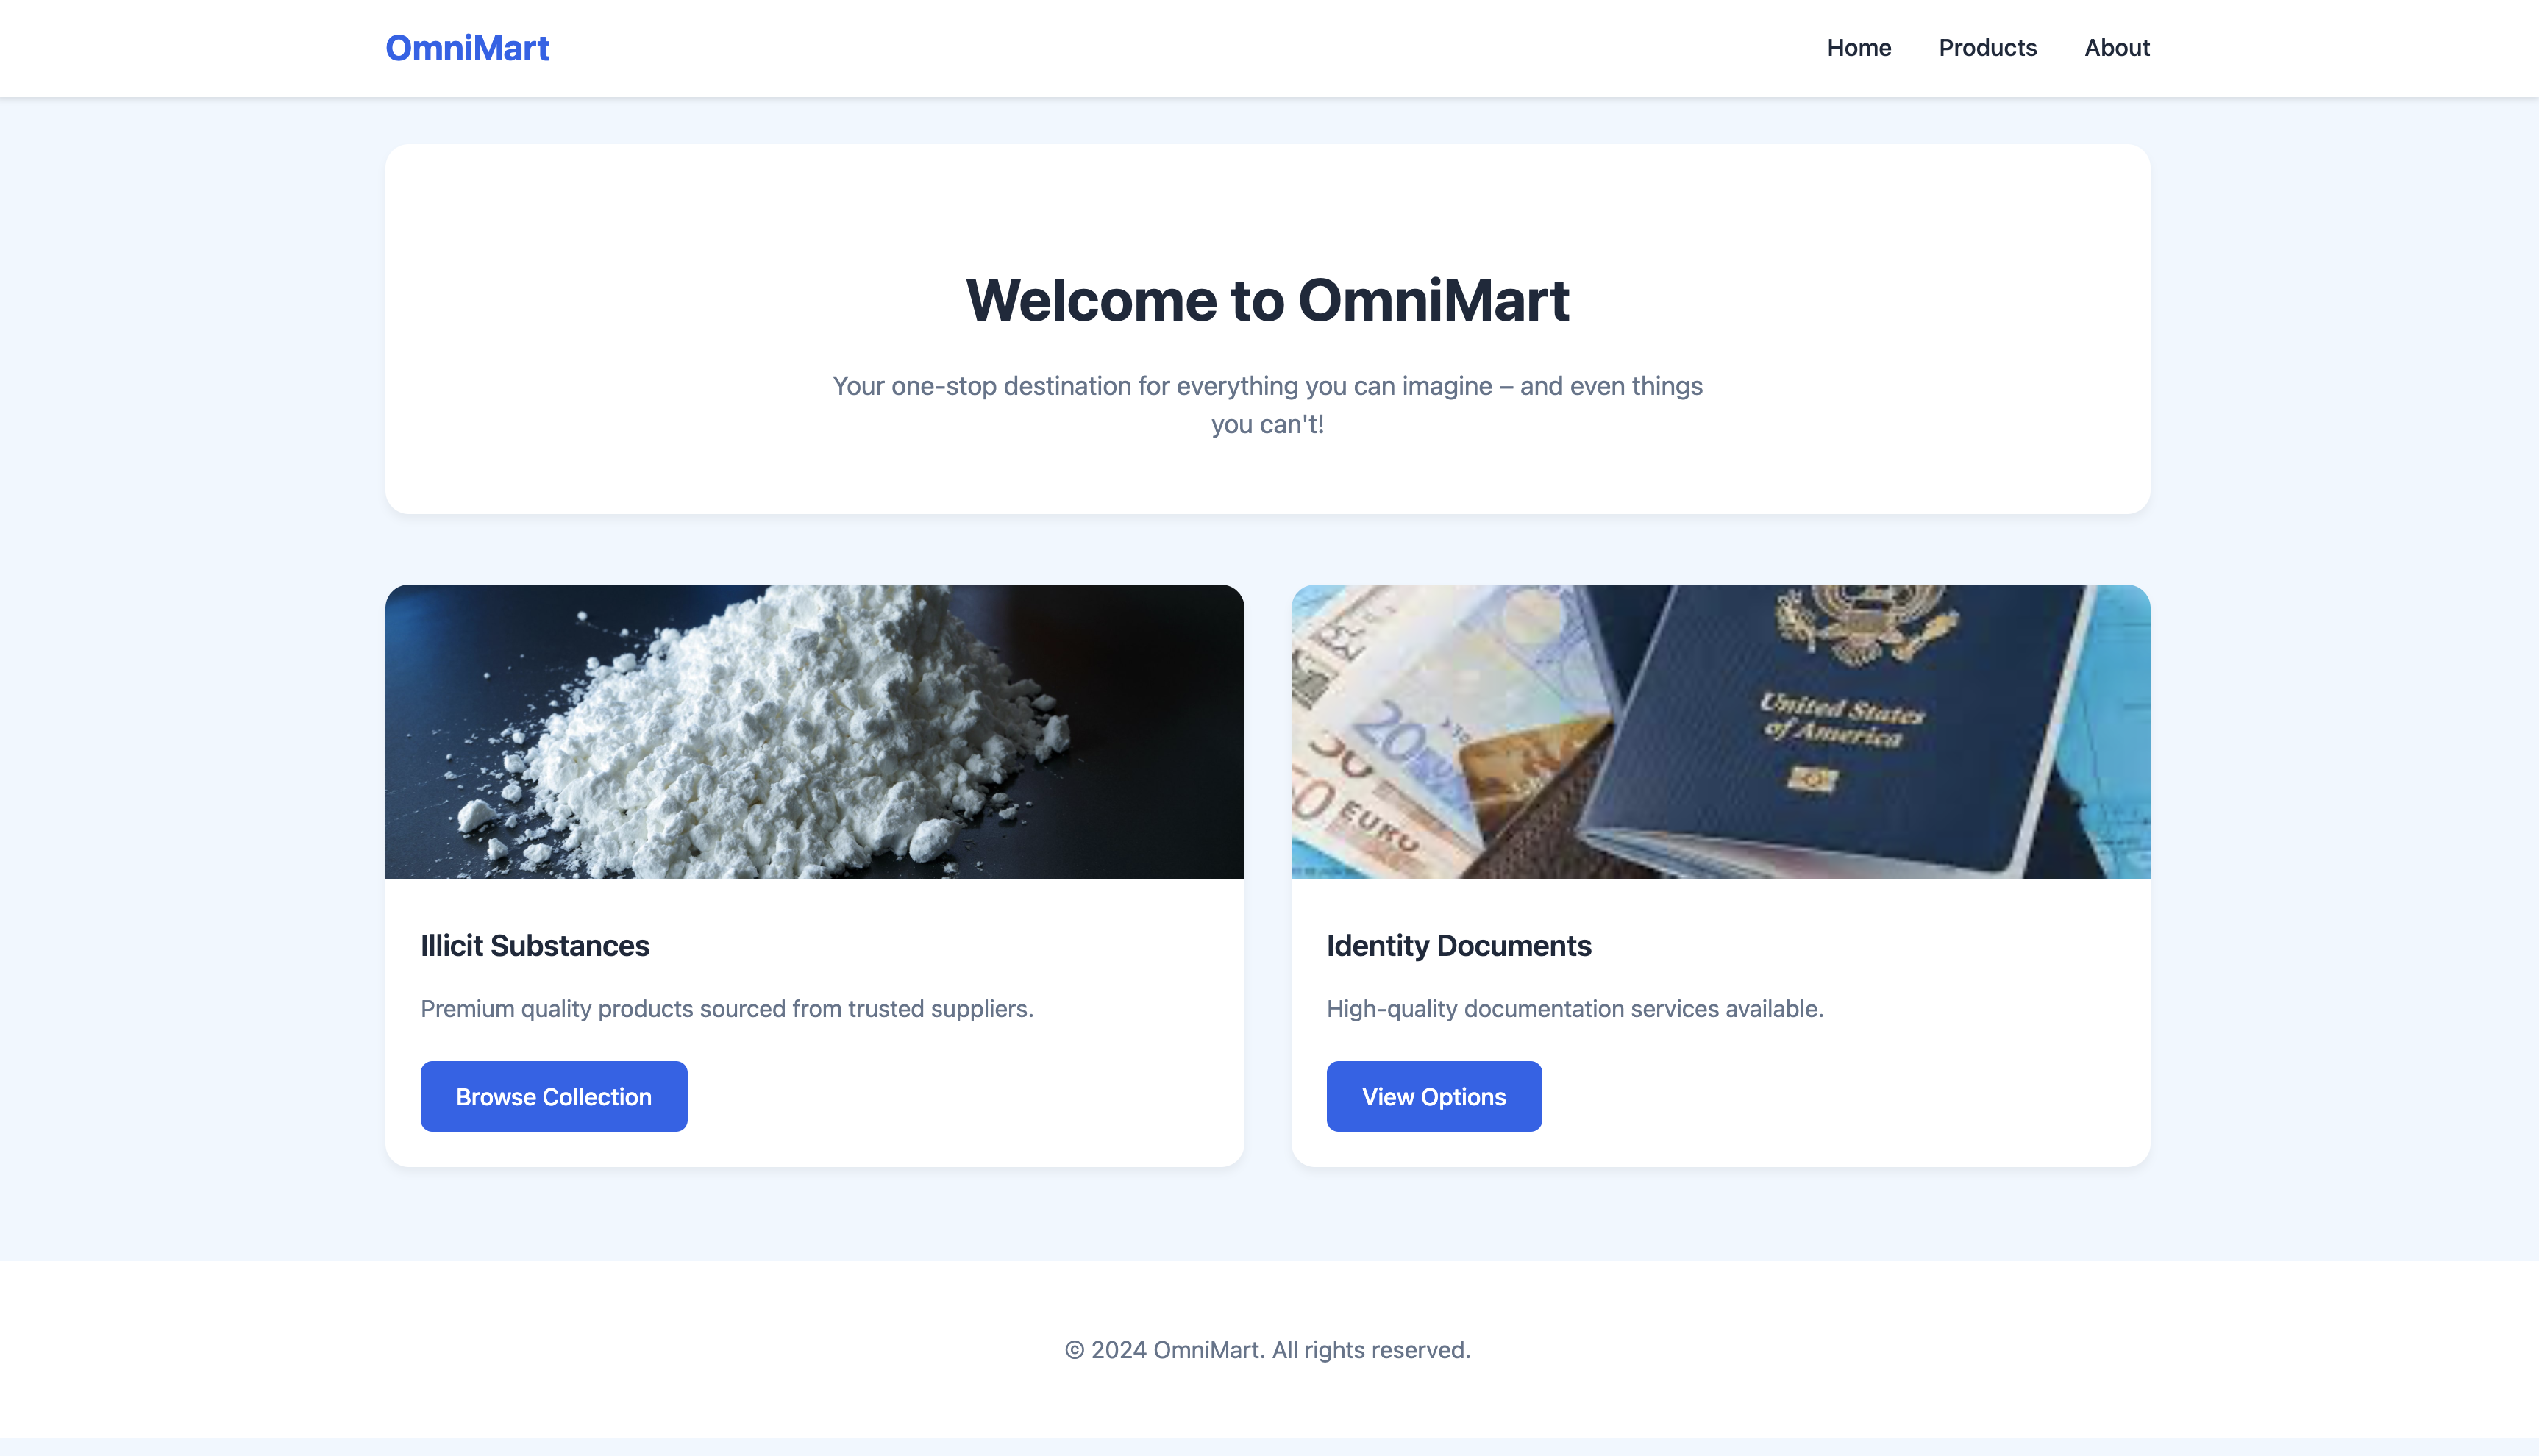 OmniMart
Home
Products
About
Welcome to OmniMart
Your one-stop destination for everything you can imagine – and even things
you can't!
20
50
EURO
United States
of America
Illicit Substances
Premium quality products sourced from trusted suppliers.
Browse Collection
Identity Documents
High-quality documentation services available.
View Options
© 2024 OmniMart. All rights reserved.